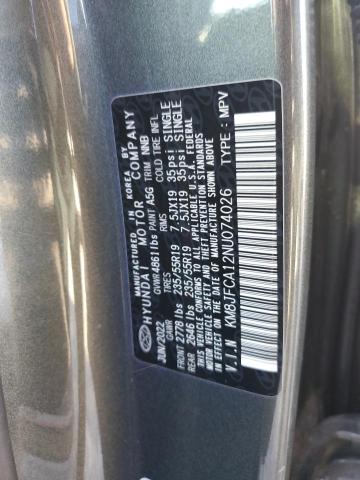 MANUFACTURED IN KOREA BY
HYUNDAI MOTOR COMPANY
GVWR 4861lbs PAINT A5G TRIM NNB
JUN/2022 GAWR TIRES RIMS COLD TIRE INFL
FRONT 2778 lbs 235/55R19 7.5JX19 35psi SINGLE
REAR 2646 lbs 235/55R19 7.5JX19 35psi SINGLE
THIS VEHICLE CONFORMS TO ALL APPLICABLE U.S.A. FEDERAL
MOTOR VEHICLE SAFETY AND THEFT PREVENTION STANDARDS
IN EFFECT ON THE DATE OF MANUFACTURE SHOWN ABOVE
V.I.N : KM8JFCA12NU074026 TYPE : MPV